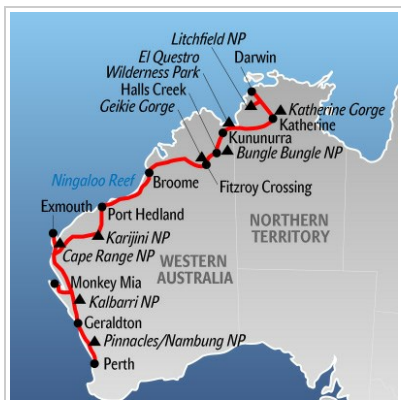 Litchfield NP
El Questro
Wilderness Park
Darwin
Halls Creek
Geikie Gorge
Katherine Gorge
Katherine
Kununurra
Bungle Bungle NP
Ningaloo Reef
Broome
Fitzroy Crossing
Exmouth
Port Hedland
NORTHERN
TERRITORY
Karijini NP
Cape Range NP
WESTERN
AUSTRALIA
Monkey Mia
Kalbarri NP
Geraldton
Pinnacles/Nambung NP
Perth